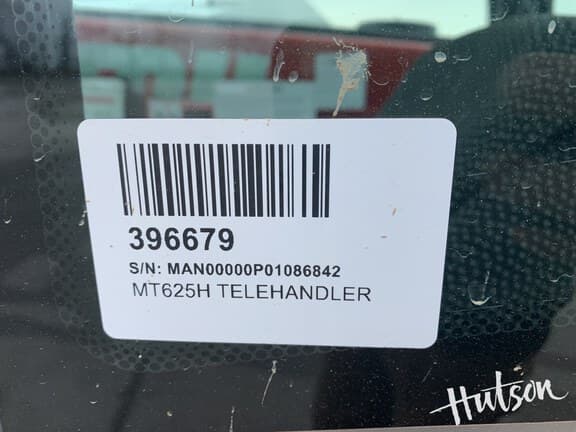 396679
S/N: MAN00000P01086842
MT625H TELEHANDLER
Hutson